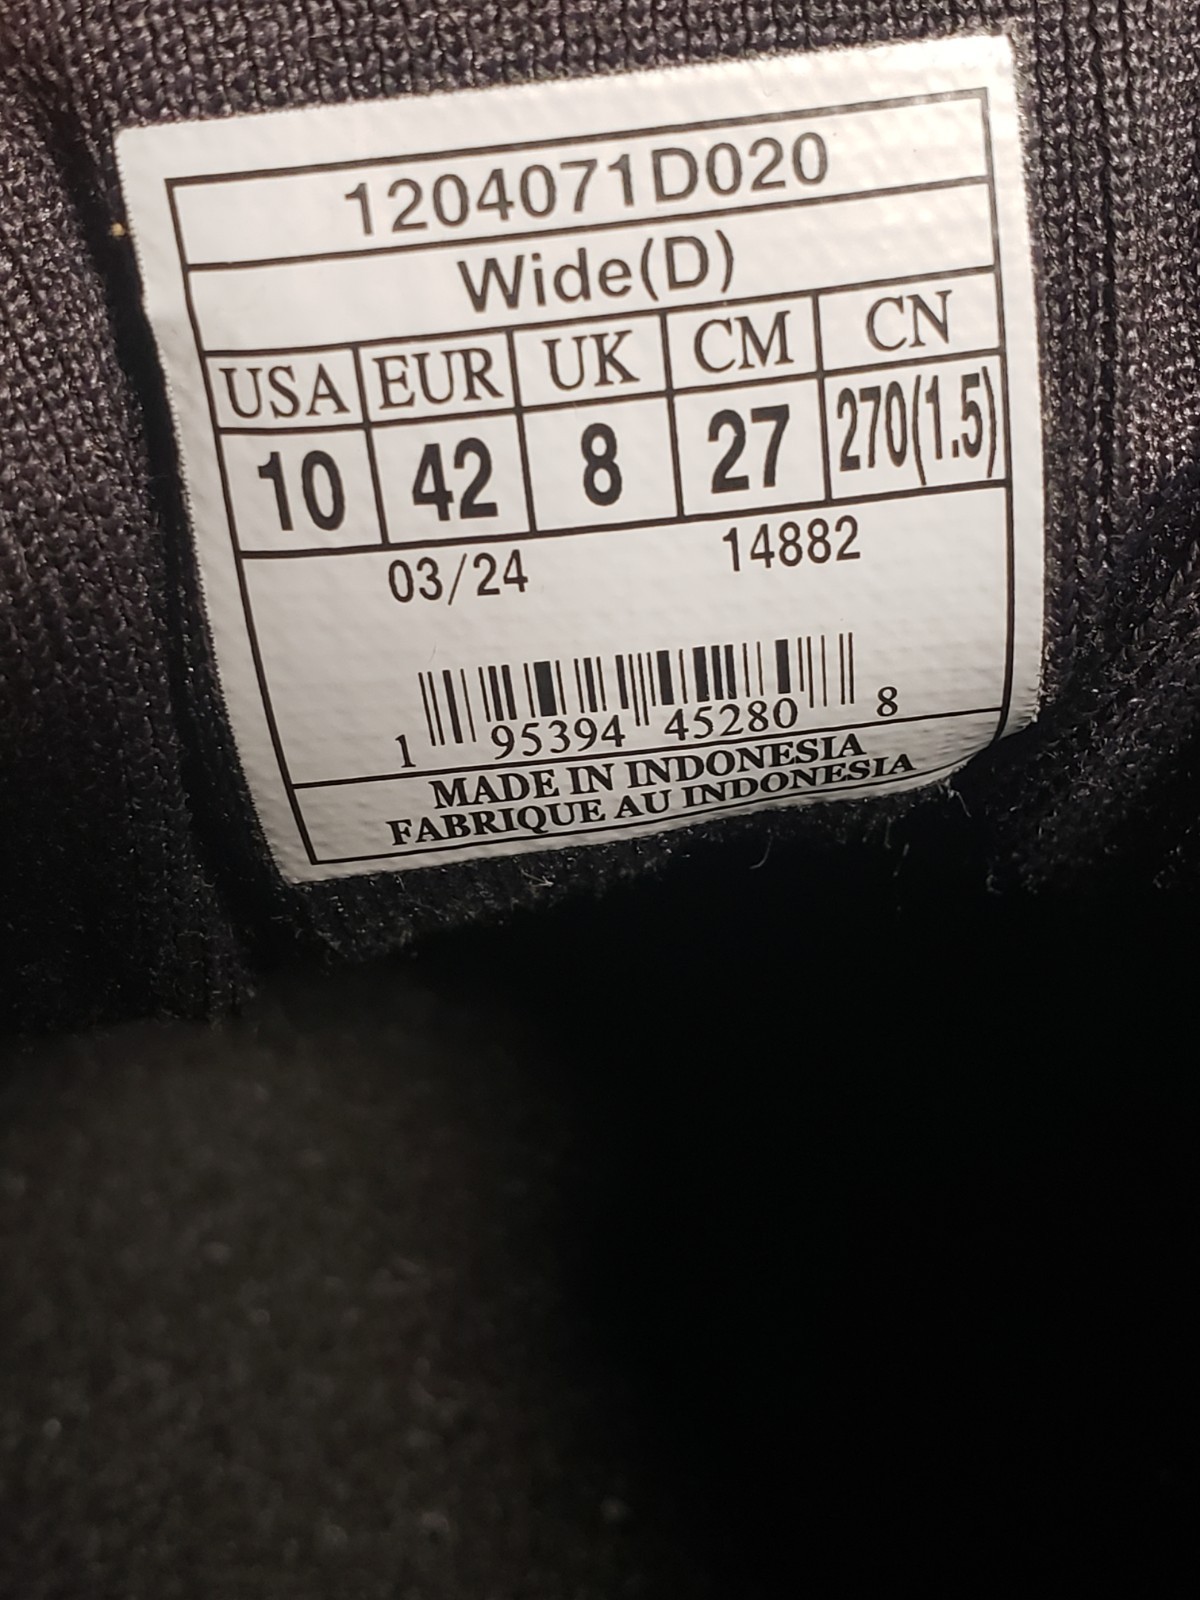 1204071D020
Wide(D)
USA EUR UK CM CN
10 42 8 27 270(1.5)
03/24 14882
1 95394 45280 8
MADE IN INDONESIA
FABRIQUE AU INDONESIA